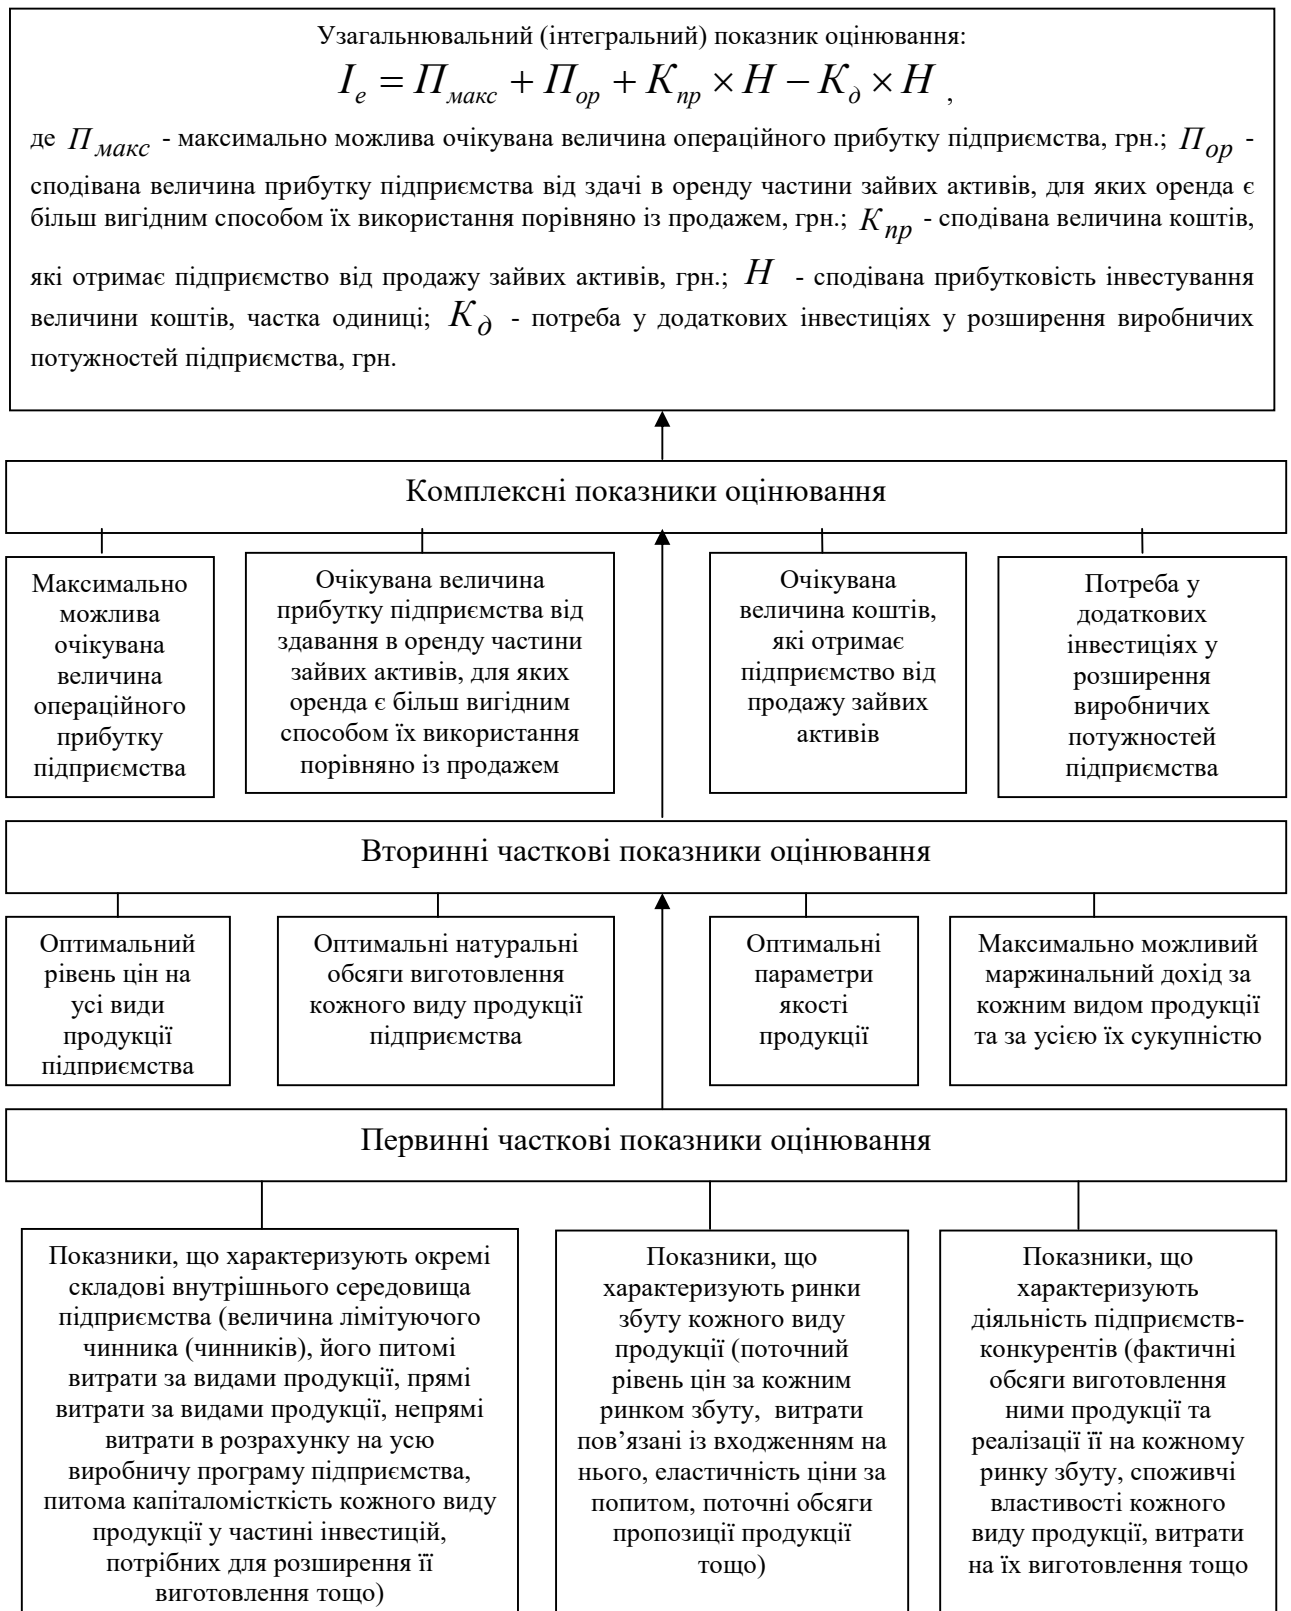 Узагальнювальний (інтегральний) показник оцінювання:
I_e = П_макс + П_ор + К_пр × Н − К_д × Н ,
де П_макс - максимально можлива очікувана величина операційного прибутку підприємства, грн.; П_ор -
сподівана величина прибутку підприємства від здачі в оренду частини зайвих активів, для яких оренда є
більш вигідним способом їх використання порівняно із продажем, грн.; К_пр - сподівана величина коштів,
які отримає підприємство від продажу зайвих активів, грн.; Н - сподівана прибутковість інвестування
величини коштів, частка одиниці; К_д - потреба у додаткових інвестиціях у розширення виробничих
потужностей підприємства, грн.
Комплексні показники оцінювання
Максимально
можлива
очікувана
величина
операційного
прибутку
підприємства
Очікувана величина
прибутку підприємства від
здавання в оренду частини
зайвих активів, для яких
оренда є більш вигідним
способом їх використання
порівняно із продажем
Очікувана
величина коштів,
які отримає
підприємство від
продажу зайвих
активів
Потреба у
додаткових
інвестиціях у
розширення
виробничих
потужностей
підприємства
Вторинні часткові показники оцінювання
Оптимальний
рівень цін на
усі види
продукції
підприємства
Оптимальні натуральні
обсяги виготовлення
кожного виду продукції
підприємства
Оптимальні
параметри
якості
продукції
Максимально можливий
маржинальний дохід за
кожним видом продукції
та за усією їх сукупністю
Первинні часткові показники оцінювання
Показники, що характеризують окремі
складові внутрішнього середовища
підприємства (величина лімітуючого
чинника (чинників), його питомі
витрати за видами продукції, прямі
витрати за видами продукції, непрямі
витрати в розрахунку на усю
виробничу програму підприємства,
питома капіталомісткість кожного виду
продукції у частині інвестицій,
потрібних для розширення її
виготовлення тощо)
Показники, що
характеризують ринки
збуту кожного виду
продукції (поточний
рівень цін за кожним
ринком збуту, витрати
пов’язані із входженням на
нього, еластичність ціни за
попитом, поточні обсяги
пропозиції продукції
тощо)
Показники, що
характеризують
діяльність підприємств-
конкурентів (фактичні
обсяги виготовлення
ними продукції та
реалізації її на кожному
ринку збуту, споживчі
властивості кожного
виду продукції, витрати
на їх виготовлення тощо